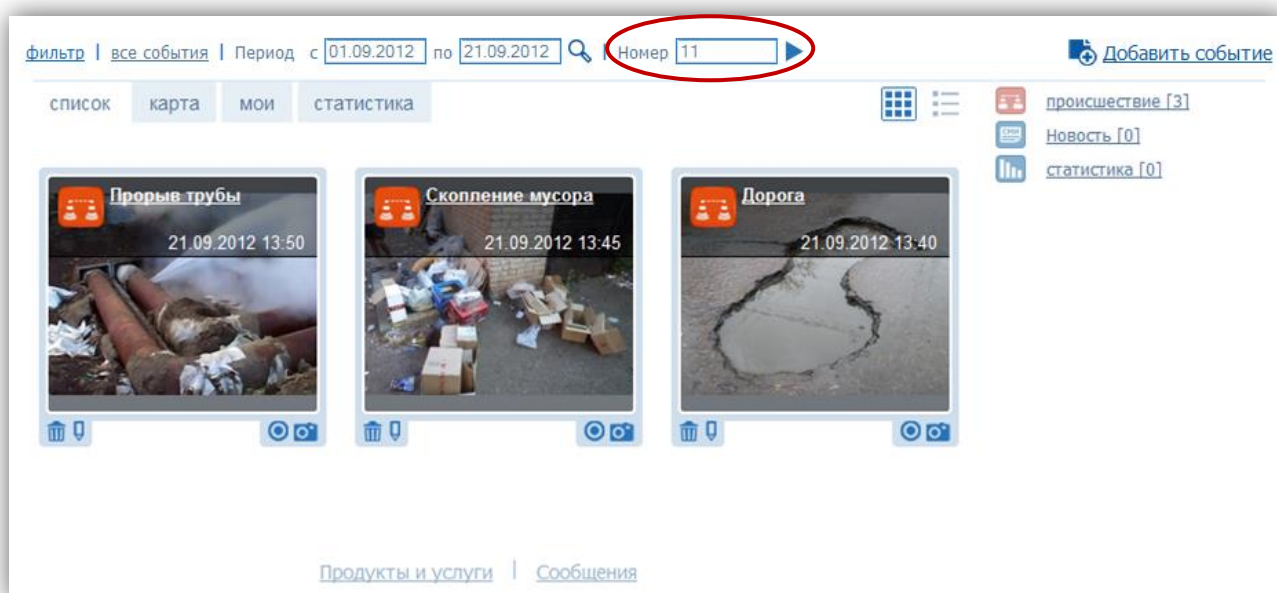 фильтр | все события | Период с 01.09.2012 по 21.09.2012 | Номер 11
Добавить событие
список карта мои статистика
происшествие [3]
СМИ Новость [0]
статистика [0]
Прорыв трубы
21.09.2012 13:50
Скопление мусора
21.09.2012 13:45
Дорога
21.09.2012 13:40
Продукты и услуги | Сообщения